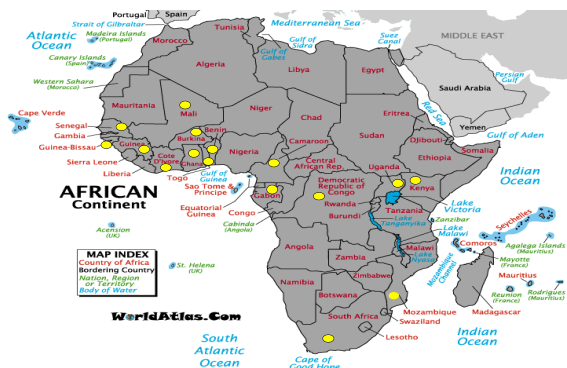 Portugal
Spain
Strait of Gilbraltar
Mediterranean Sea
Madeira Islands
(Portugal)
Atlantic
Ocean
Canary Islands
(Spain)
Western Sahara
(Morocco)
Morocco
Tunisia
Gulf of
Gabes
Gulf of
Sidra
Suez
Canal
MIDDLE EAST
Algeria
Libya
Egypt
Saudi Arabia
Persian
Gulf
Red Sea
Yemen
Gulf of Aden
Cape Verde
Mauritania
Mali
Niger
Chad
Sudan
Eritrea
Djibouti
Ethiopia
Somalia
Senegal
Gambia
Guinea-Bissau
Guinea
Sierra Leone
Liberia
Cote
D'Ivore
Burkina
Ghana
Benin
Togo
Nigeria
Camaroon
Central
African Rep.
Gulf of
Guinea
Sao Tome &
Principe
Equatorial
Guinea
Gabon
Congo
Cabinda
(Angola)
Democratic
Republic of
Congo
Rwanda
Burundi
Uganda
Kenya
Tanzania
Lake
Victoria
Lake
Tanganyika
Zanzibar
Lake
Malawi
Malawi
Lake
Nyasa
Indian
Ocean
AFRICAN
Continent
Acension
(UK)
St. Helena
(UK)
MAP INDEX
Country of Africa
Bordering Country
Nation, Region
or Territory
Body of Water
WorldAtlas.Com
Seychelles
Comoros
Agalega Islands
(Mauritius)
Mayotte
(France)
Mauritius
Reunion
(France)
Rodrigues
(Mauritius)
Mozambique
Channel
Madagascar
Angola
Zambia
Zimbabwe
Namibia
Botswana
South Africa
Mozambique
Swaziland
Lesotho
South
Atlantic
Ocean
Cape of
Good Hope
Indian
Ocean